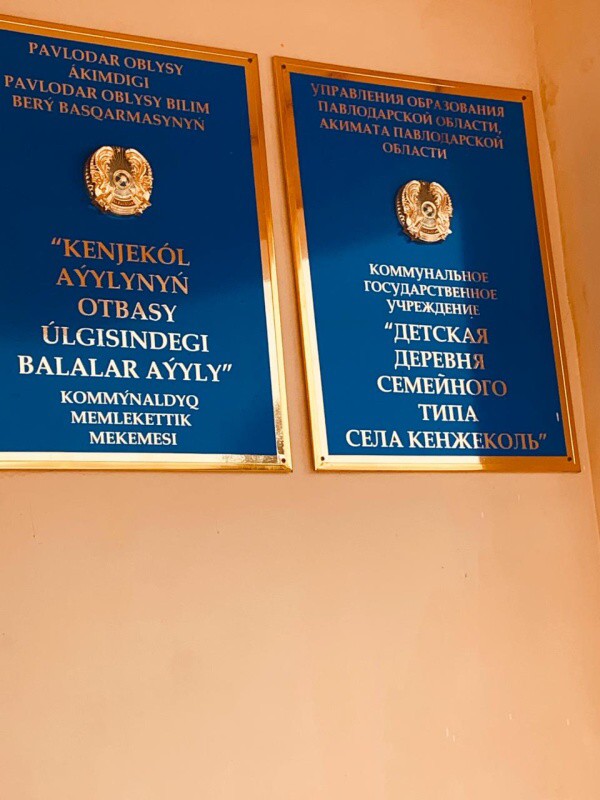 PAVLODAR OBLYSY
ÁKIMDIGI
PAVLODAR OBLYSY BILIM
BERÝ BASQARMASYNYŃ
“KENJEKÓL
AÝYLYNYŃ
OTBASY
ÚLGISINDEGI
BALALAR AÝYLY”
KOMMÝNALDYQ
MEMLEKETTIK
MEKEMESI
УПРАВЛЕНИЯ ОБРАЗОВАНИЯ
ПАВЛОДАРСКОЙ ОБЛАСТИ,
АКИМАТА ПАВЛОДАРСКОЙ
ОБЛАСТИ
КОММУНАЛЬНОЕ
ГОСУДАРСТВЕННОЕ
УЧРЕЖДЕНИЕ
“ДЕТСКАЯ
ДЕРЕВНЯ
СЕМЕЙНОГО
ТИПА
СЕЛА КЕНЖЕКОЛЬ”